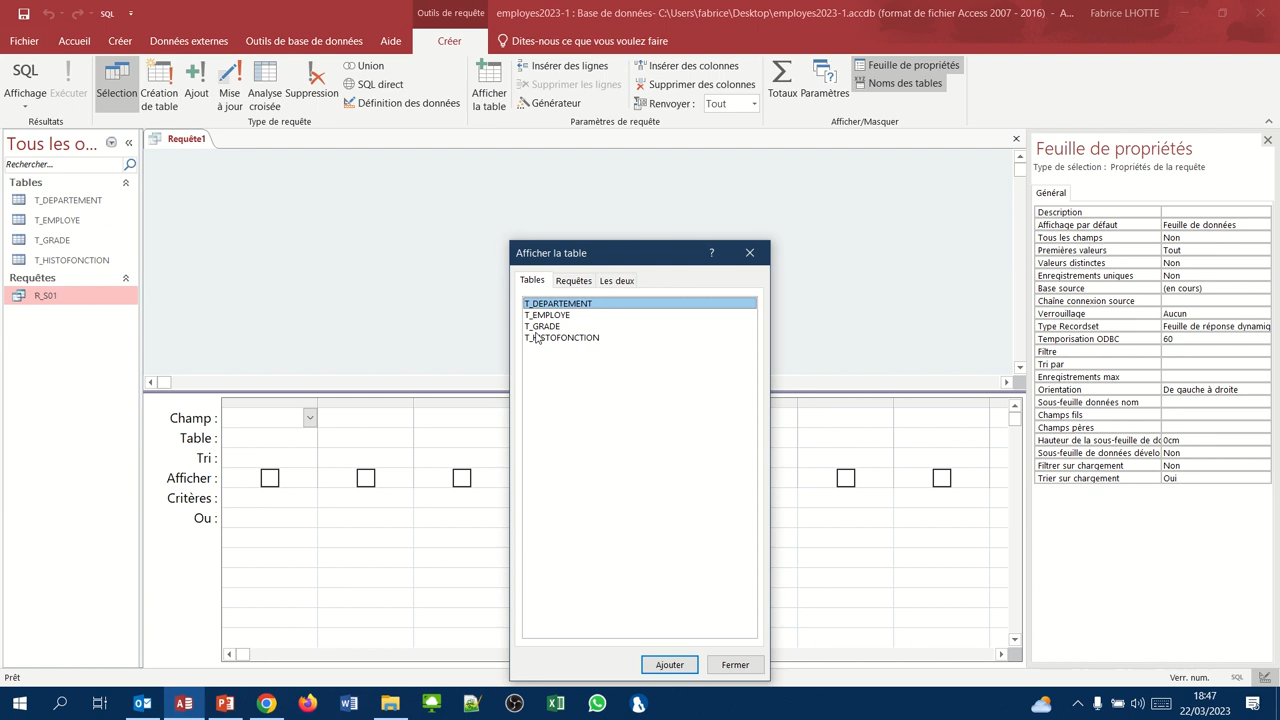 SQL
Outils de requête
employes2023-1 : Base de données- C:\Users\fabrice\Desktop\employes2023-1.accdb (format de fichier Access 2007 - 2016) - A...
Fabrice LHOTTE
Fichier
Accueil
Créer
Données externes
Outils de base de données
Aide
Créer
Dites-nous ce que vous voulez faire
SQL
Affichage
Exécuter
Résultats
Sélection
Création de table
Ajout
Mise à jour
Analyse croisée
Suppression
Union
SQL direct
Définition des données
Type de requête
Afficher la table
Insérer des lignes
Supprimer les lignes
Générateur
Insérer des colonnes
Supprimer des colonnes
Renvoyer : Tout
Paramètres de requête
Totaux
Paramètres
Feuille de propriétés
Noms des tables
Afficher/Masquer
Tous les o...
Rechercher...
Tables
T_DEPARTEMENT
T_EMPLOYE
T_GRADE
T_HISTOFONCTION
Requêtes
R_S01
Requête1
Afficher la table
?
Tables
Requêtes
Les deux
T_DEPARTEMENT
T_EMPLOYE
T_GRADE
T_HISTOFONCTION
Ajouter
Fermer
Champ :
Table :
Tri :
Afficher :
Critères :
Ou :
Feuille de propriétés
Type de sélection : Propriétés de la requête
Général
Description
Affichage par défaut Feuille de données
Tous les champs Non
Premières valeurs Tout
Valeurs distinctes Non
Enregistrements uniques Non
Base source (en cours)
Chaîne connexion source
Verrouillage Aucun
Type Recordset Feuille de réponse dynamiq
Temporisation ODBC 60
Filtre
Tri par
Enregistrements max
Orientation De gauche à droite
Sous-feuille données nom
Champs fils
Champs pères
Hauteur de la sous-feuille de do 0cm
Sous-feuille de données dévelo Non
Filtrer sur chargement Non
Trier sur chargement Oui
Prêt
Verr. num.
SQL
18:47
22/03/2023